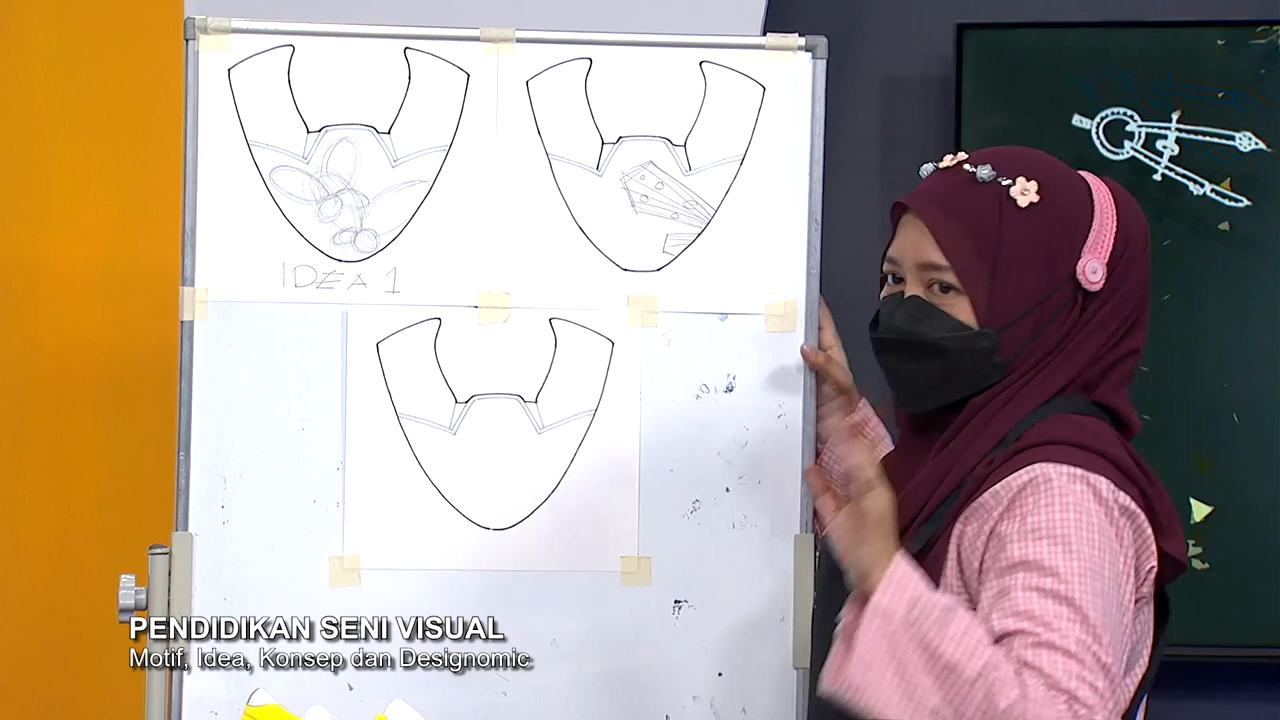 IDEA 1
PENDIDIKAN SENI VISUAL
Motif, Idea, Konsep dan Designomic